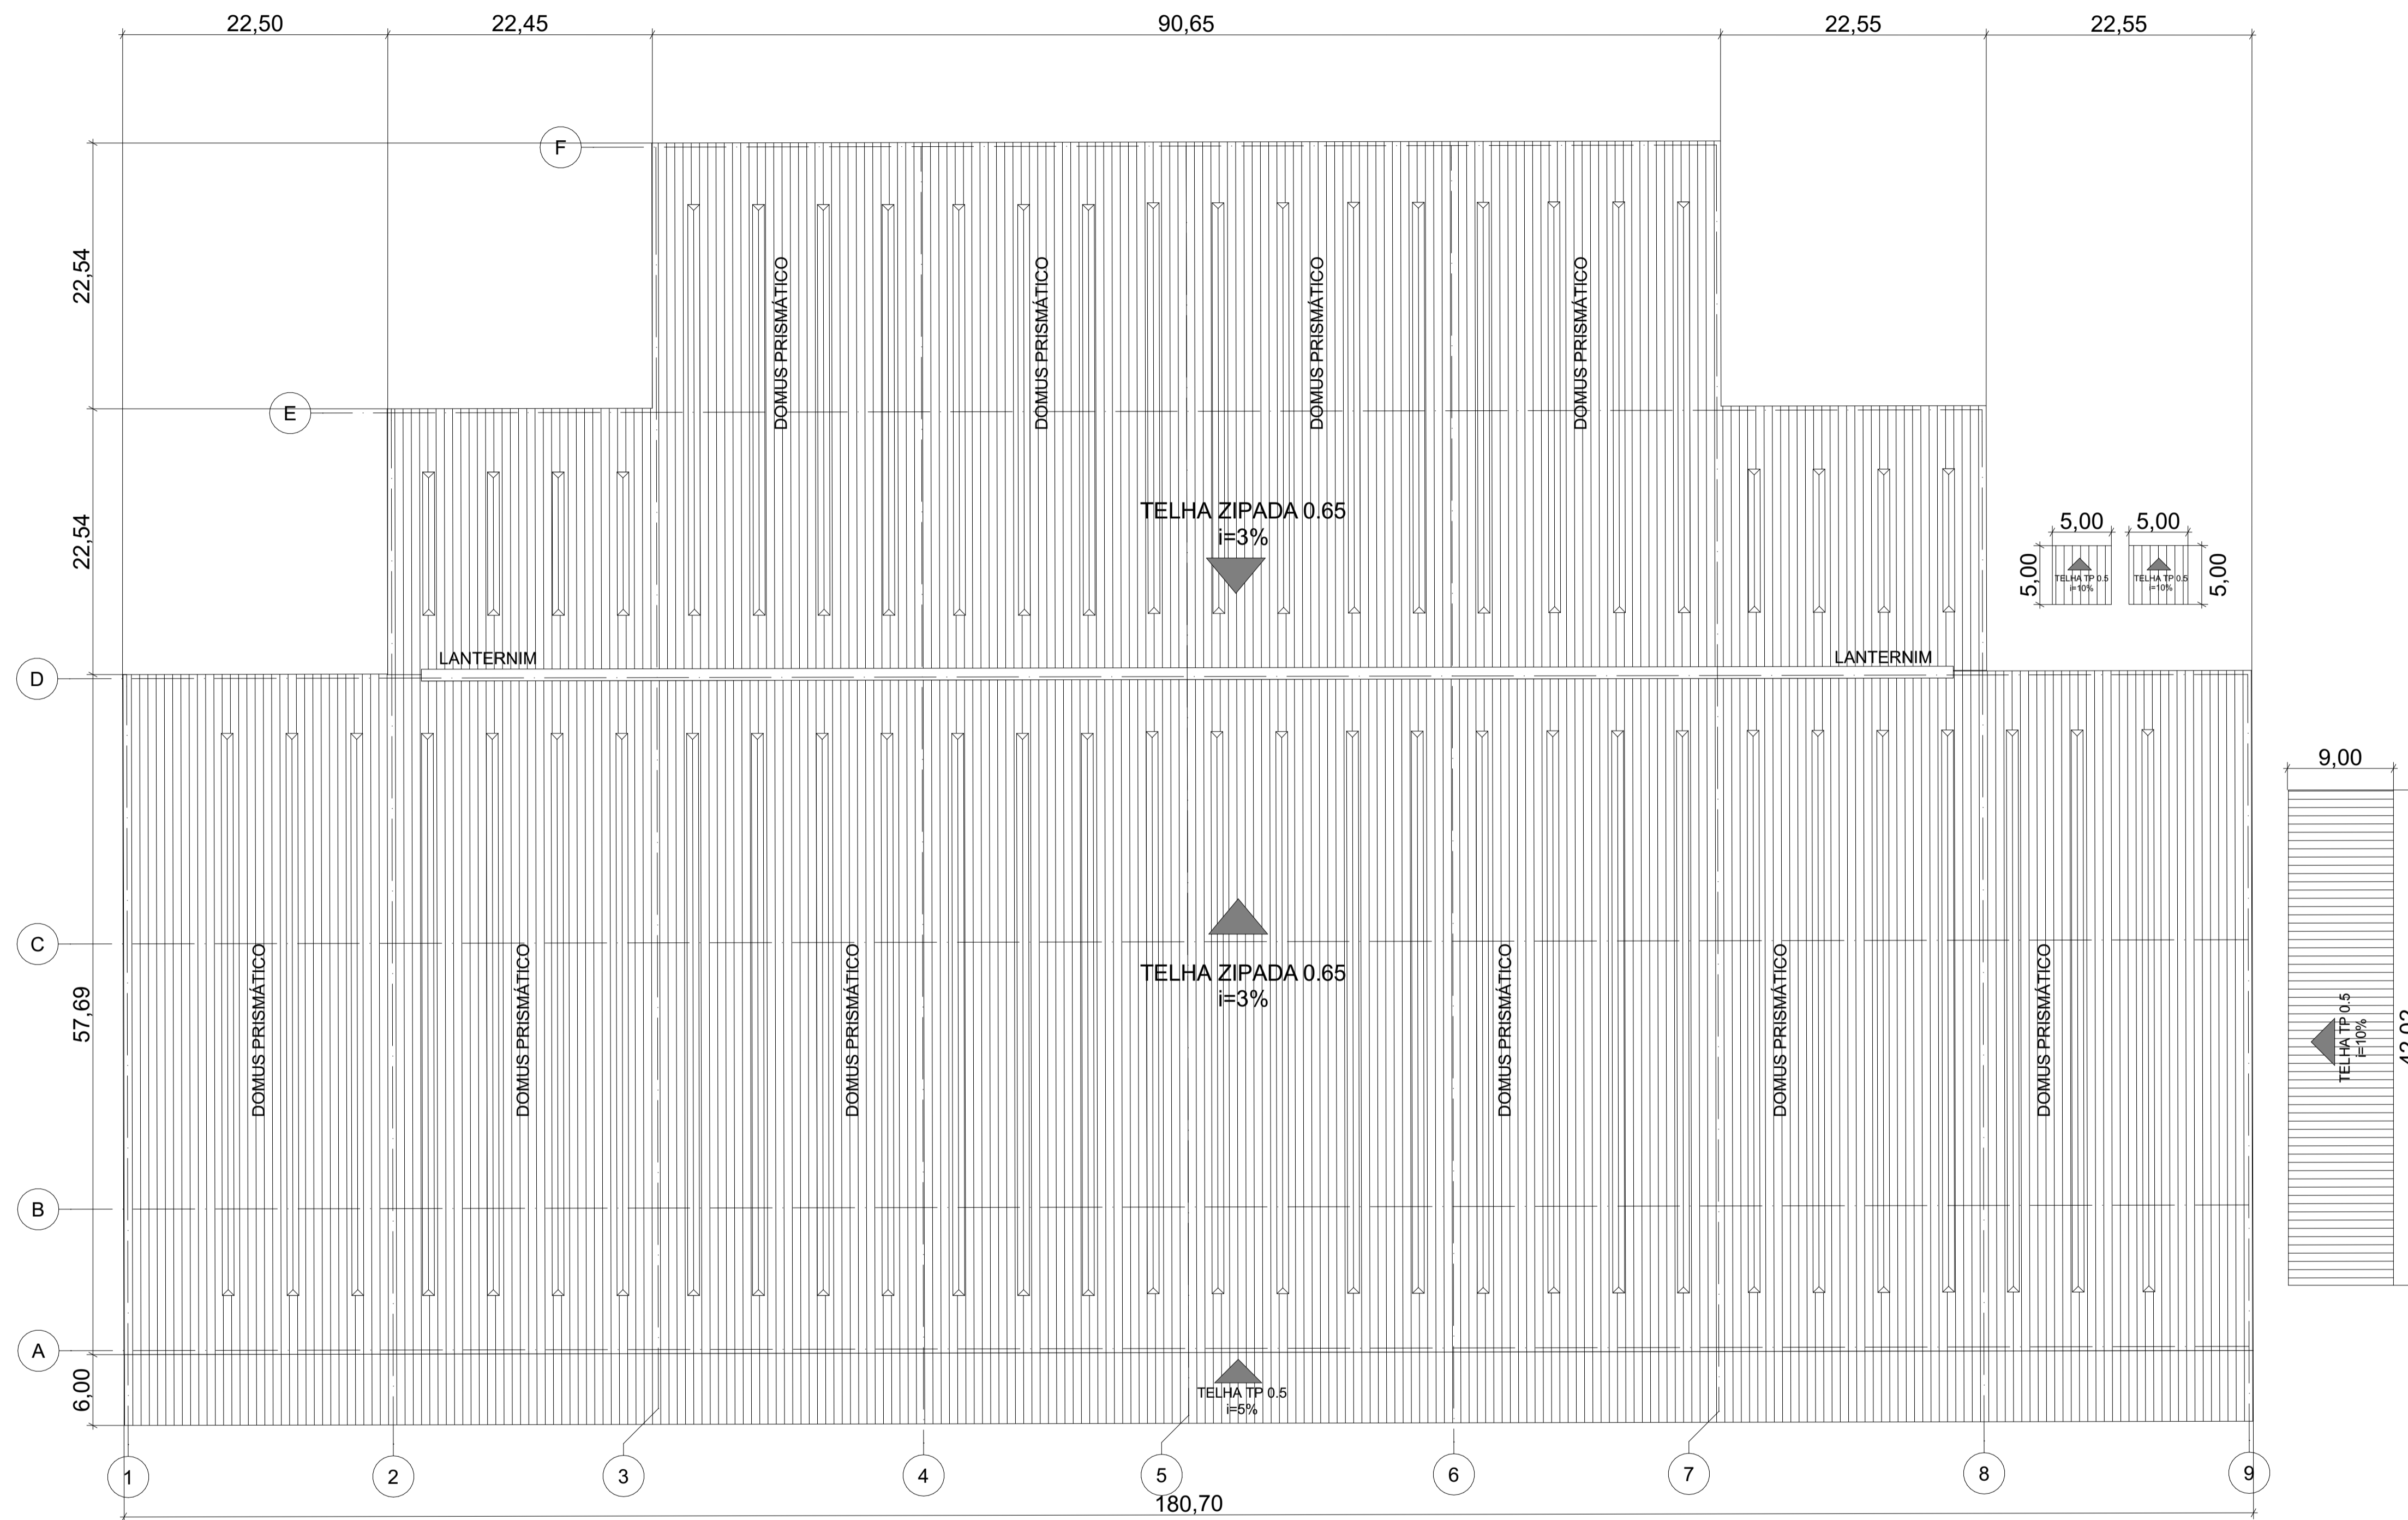 22,50
22,45
90,65
22,55
22,55
F
DOMUS PRISMÁTICO
DOMUS PRISMÁTICO
DOMUS PRISMÁTICO
DOMUS PRISMÁTICO
22,54
E
TELHA ZIPADA 0.65
i=3%
22,54
5,00
5,00
5,00
5,00
TELHA TP 0.5
i=10%
TELHA TP 0.5
i=10%
LANTERNIM
LANTERNIM
D
9,00
C
TELHA ZIPADA 0.65
i=3%
57,69
DOMUS PRISMÁTICO
DOMUS PRISMÁTICO
DOMUS PRISMÁTICO
DOMUS PRISMÁTICO
DOMUS PRISMÁTICO
DOMUS PRISMÁTICO
TELHA TP 0.5
i=10%
B
A
6,00
TELHA TP 0.5
i=5%
1
2
3
4
5
6
7
8
9
180,70